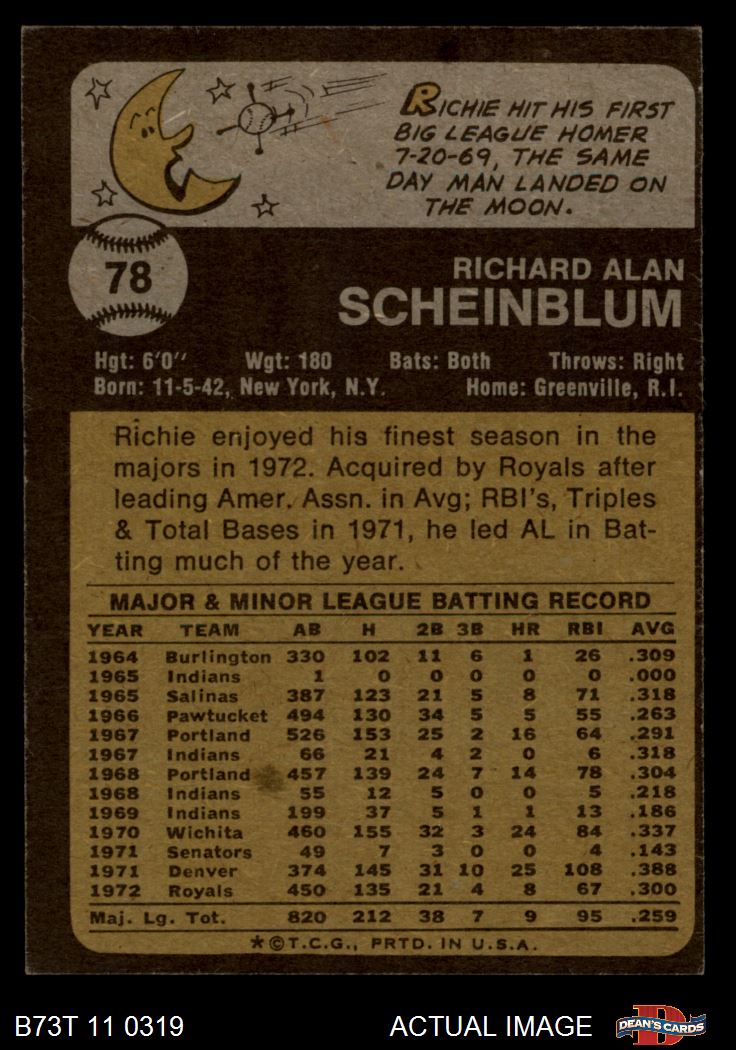 RICHIE HIT HIS FIRST
BIG LEAGUE HOMER
7-20-69, THE SAME
DAY MAN LANDED ON
THE MOON.
78
RICHARD ALAN
SCHEINBLUM
Hgt: 6'0" Wgt: 180 Bats: Both Throws: Right
Born: 11-5-42, New York, N.Y. Home: Greenville, R.I.
Richie enjoyed his finest season in the
majors in 1972. Acquired by Royals after
leading Amer. Assn. in Avg; RBI's, Triples
& Total Bases in 1971, he led AL in Bat-
ting much of the year.
MAJOR & MINOR LEAGUE BATTING RECORD
YEAR TEAM AB H 2B 3B HR RBI AVG
1964 Burlington 330 102 11 6 1 26 .309
1965 Indians 1 0 0 0 0 0 .000
1965 Salinas 387 123 21 5 8 71 .318
1966 Pawtucket 494 130 34 5 5 55 .263
1967 Portland 526 153 25 2 16 64 .291
1967 Indians 66 21 4 2 0 6 .318
1968 Portland 457 139 24 7 14 78 .304
1968 Indians 55 12 5 0 0 5 .218
1969 Indians 199 37 5 1 1 13 .186
1970 Wichita 460 155 32 3 24 84 .337
1971 Senators 49 7 3 0 0 4 .143
1971 Denver 374 145 31 10 25 108 .388
1972 Royals 450 135 21 4 8 67 .300
Maj. Lg. Tot. 820 212 38 7 9 95 .259
*©T.C.G., PRTD. IN U.S.A.
B73T 11 0319 ACTUAL IMAGE D DEAN'S CARDS